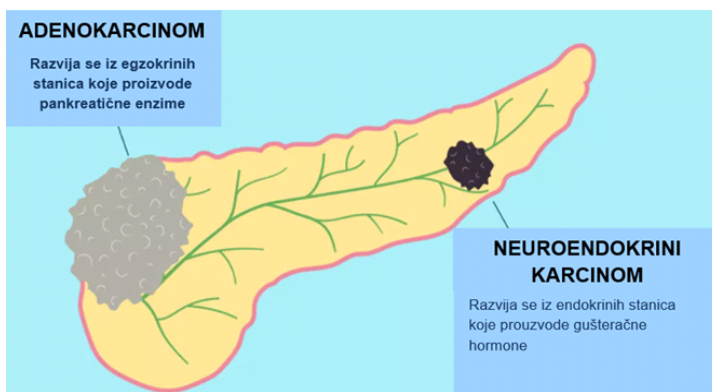 ADENOKARCINOM
Razvija se iz egzokrinih
stanica koje proizvode
pankreatične enzime
NEUROENDOKRINI
KARCINOM
Razvija se iz endokrinih stanica
koje prouzvode gušteračne
hormone